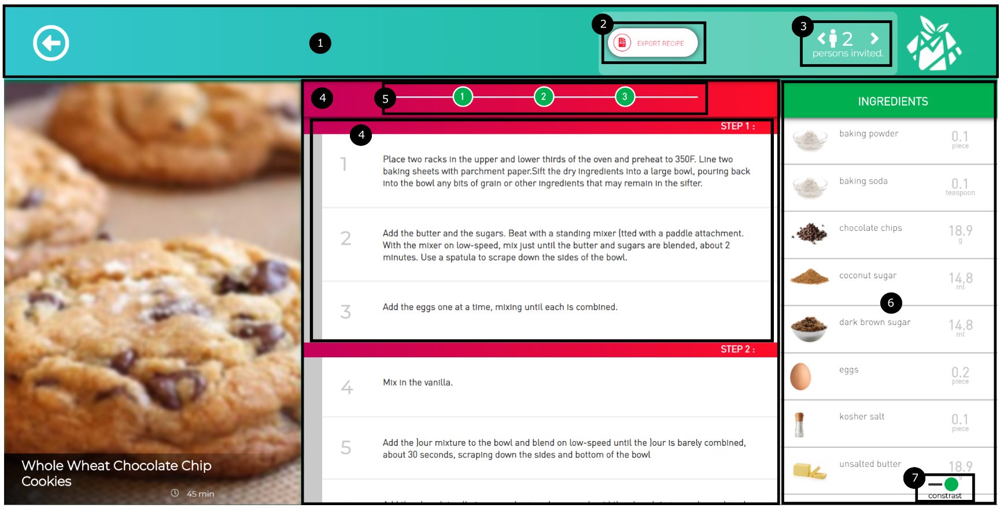 1
2
EXPORT RECIPE
3
2
persons invited.
4
5
1
2
3
INGREDIENTS
STEP 1 :
4
1
Place two racks in the upper and lower thirds of the oven and preheat to 350F. Line two
baking sheets with parchment paper.Sift the dry ingredients into a large bowl, pouring back
into the bowl any bits of grain or other ingredients that may remain in the sifter.
2
Add the butter and the sugars. Beat with a standing mixer (tted with a paddle attachment.
With the mixer on low-speed, mix just until the butter and sugars are blended, about 2
minutes. Use a spatula to scrape down the sides of the bowl.
3
Add the eggs one at a time, mixing until each is combined.
STEP 2 :
4
Mix in the vanilla.
5
Add the )our mixture to the bowl and blend on low-speed until the )our is barely combined,
about 30 seconds, scraping down the sides and bottom of the bowl
baking powder
0.1
piece
baking soda
0.1
teaspoon
chocolate chips
18.9
g
coconut sugar
14.8
ml
6
dark brown sugar
14.8
ml
eggs
0.2
piece
kosher salt
0.1
piece
unsalted butter
18.9
g
7
constrast
Whole Wheat Chocolate Chip
Cookies
45 min